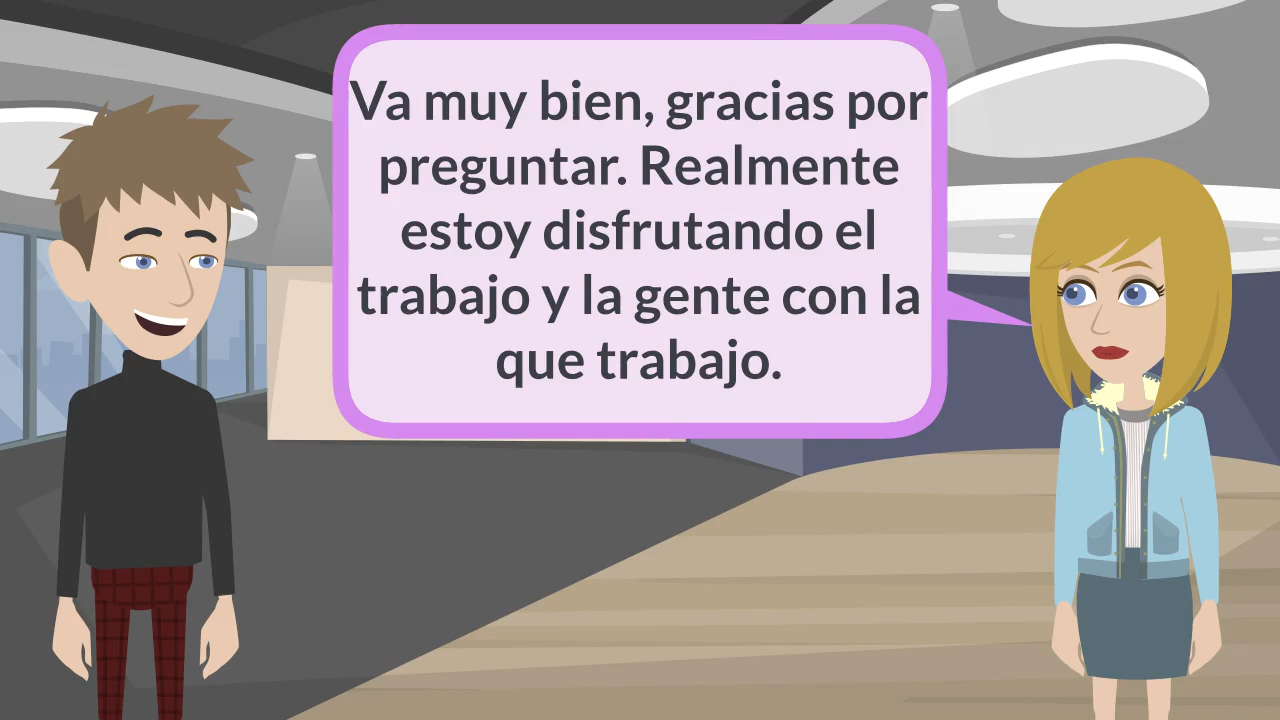 Va muy bien, gracias por
preguntar. Realmente
estoy disfrutando el
trabajo y la gente con la
que trabajo.